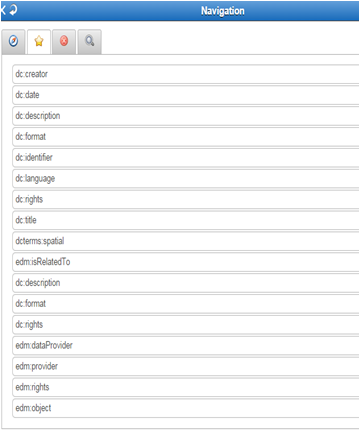 Navigation
dc:creator
dc:date
dc:description
dc:format
dc:identifier
dc:language
dc:rights
dc:title
dcterms:spatial
edm:isRelatedTo
dc:description
dc:format
dc:rights
edm:dataProvider
edm:provider
edm:rights
edm:object